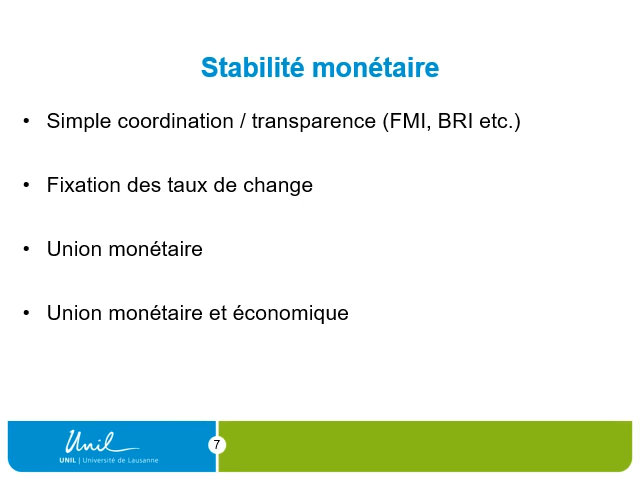 Stabilité monétaire
• Simple coordination / transparence (FMI, BRI etc.)
• Fixation des taux de change
• Union monétaire
• Union monétaire et économique
Unil
UNIL | Université de Lausanne
7